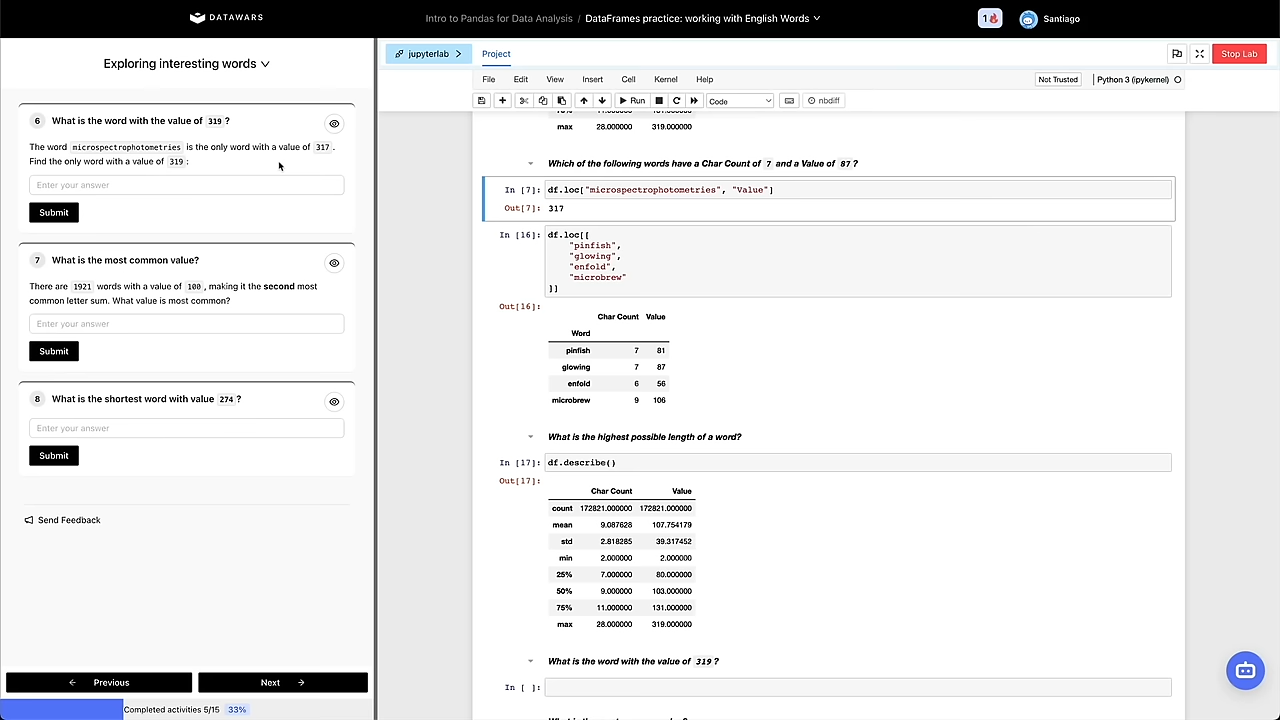 DATAWARS
Intro to Pandas for Data Analysis / DataFrames practice: working with English Words
1
Santiago
Exploring interesting words
jupyterlab
Project
Stop Lab
File Edit View Insert Cell Kernel Help
Not Trusted
Python 3 (ipykernel)
Run
Code
nbdiff
6 What is the word with the value of 319 ?
The word microspectrophotometries is the only word with a value of 317 .
Find the only word with a value of 319 :
Enter your answer
Submit
7 What is the most common value?
There are 1921 words with a value of 100 , making it the second most
common letter sum. What value is most common?
Enter your answer
Submit
8 What is the shortest word with value 274 ?
Enter your answer
Submit
Send Feedback
Previous
Next
Completed activities 5/15 33%
max 28.000000 319.000000
Which of the following words have a Char Count of 7 and a Value of 87?
In [7]: df.loc["microspectrophotometries", "Value"]
Out[7]: 317
In [16]: df.loc[[
"pinfish",
"glowing",
"enfold",
"microbrew"
]]
Out[16]:
Char Count Value
Word
pinfish 7 81
glowing 7 87
enfold 6 56
microbrew 9 106
What is the highest possible length of a word?
In [17]: df.describe()
Out[17]:
Char Count Value
count 172821.000000 172821.000000
mean 9.087628 107.754179
std 2.818285 39.317452
min 2.000000 2.000000
25% 7.000000 80.000000
50% 9.000000 103.000000
75% 11.000000 131.000000
max 28.000000 319.000000
What is the word with the value of 319 ?
In [ ]: